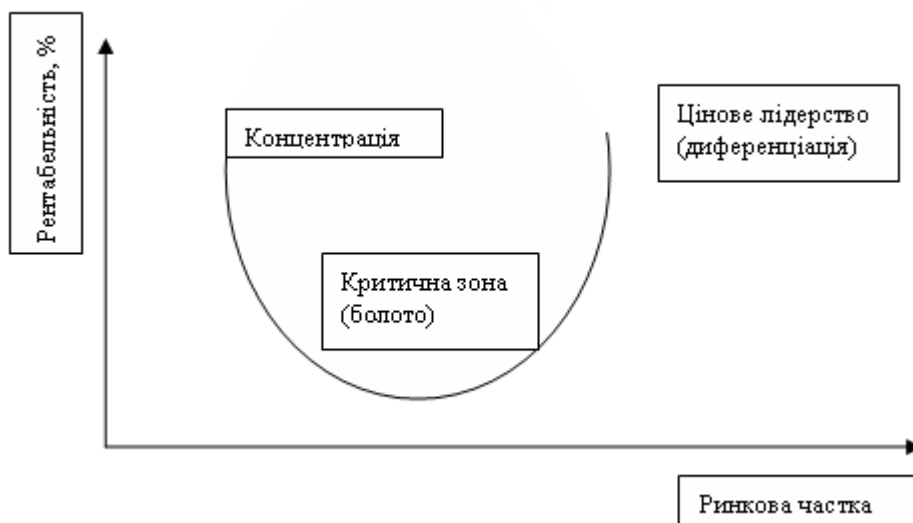 Рентабельність, %
Концентрація
Цінове лідерство
(диференціація)
Критична зона
(болото)
Ринкова частка